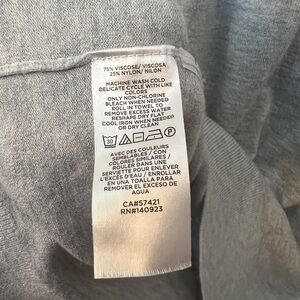 75% VISCOSE/ VISCOSA
25% NYLON/ NILON
MACHINE WASH COLD
DELICATE CYCLE WITH LIKE
COLORS
ONLY NON-CHLORINE
BLEACH WHEN NEEDED
ROLL IN TOWEL TO
REMOVE EXCESS WATER
RESHAPE DRY FLAT
COOL IRON WHEN NEEDED
OR DRY CLEAN
30 P
AVEC DES COULEURS
SEMBLABLES / CON
COLORES SIMILARES /
ROULER DANS UNE
SERVIETTE POUR ENLEVER
L'EXCÈS D'EAU / ENROLLAR
EN UNA TOALLA PARA
REMOVER EL EXCESO DE
AGUA
CA#57421
RN#140923